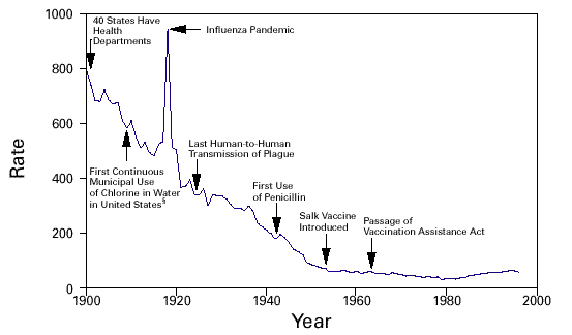 1000
40 States Have
Health
Departments
Influenza Pandemic
800
600
Last Human-to-Human
Transmission of Plague
First Continuous
Municipal Use
of Chlorine in Water
in United States§
400
First Use
of Penicillin
Salk Vaccine
Introduced
Passage of
Vaccination Assistance Act
200
0
Rate
1900
1920
1940
1960
1980
2000
Year